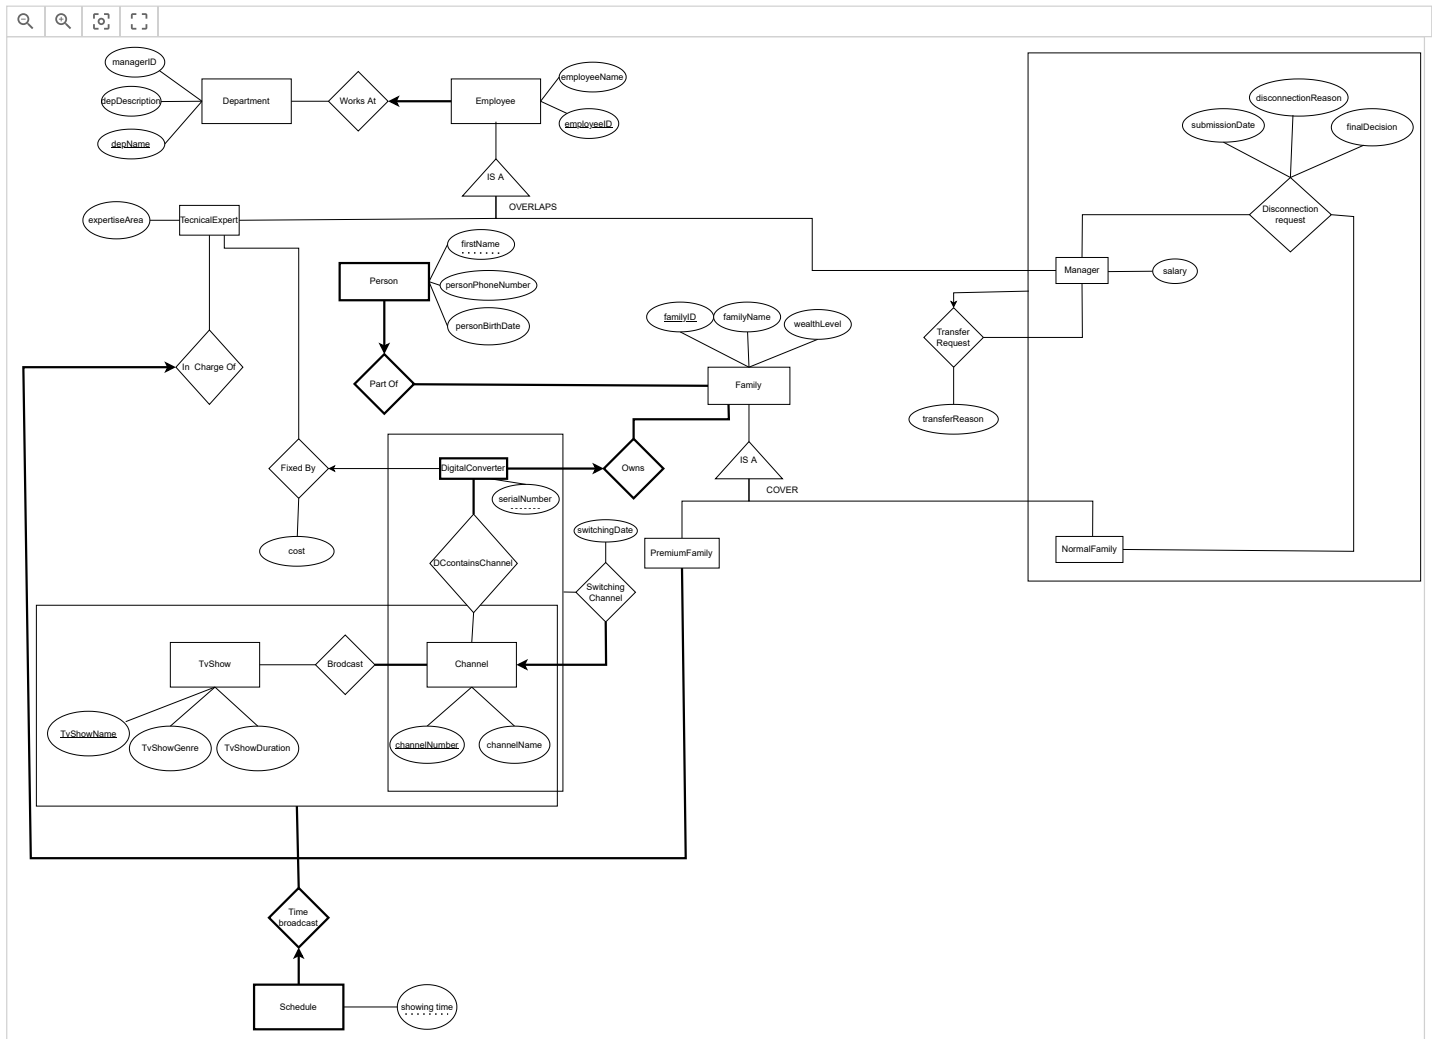 managerID
depDescription
depName
Department
Works At
Employee
employeeName
employeeID
IS A
OVERLAPS
expertiseArea
TecnicalExpert
firstName
Person
personPhoneNumber
personBirthDate
disconnectionReason
submissionDate
finalDecision
Disconnection
request
Manager
salary
Transfer
Request
transferReason
familyID
familyName
wealthLevel
Family
In Charge Of
Part Of
IS A
COVER
Fixed By
DigitalConverter
serialNumber
Owns
cost
switchingDate
DCcontainsChannel
PremiumFamily
NormalFamily
Switching
Channel
TvShow
Brodcast
Channel
TvShowName
TvShowGenre
TvShowDuration
channelNumber
channelName
Time
broadcast
Schedule
showing time